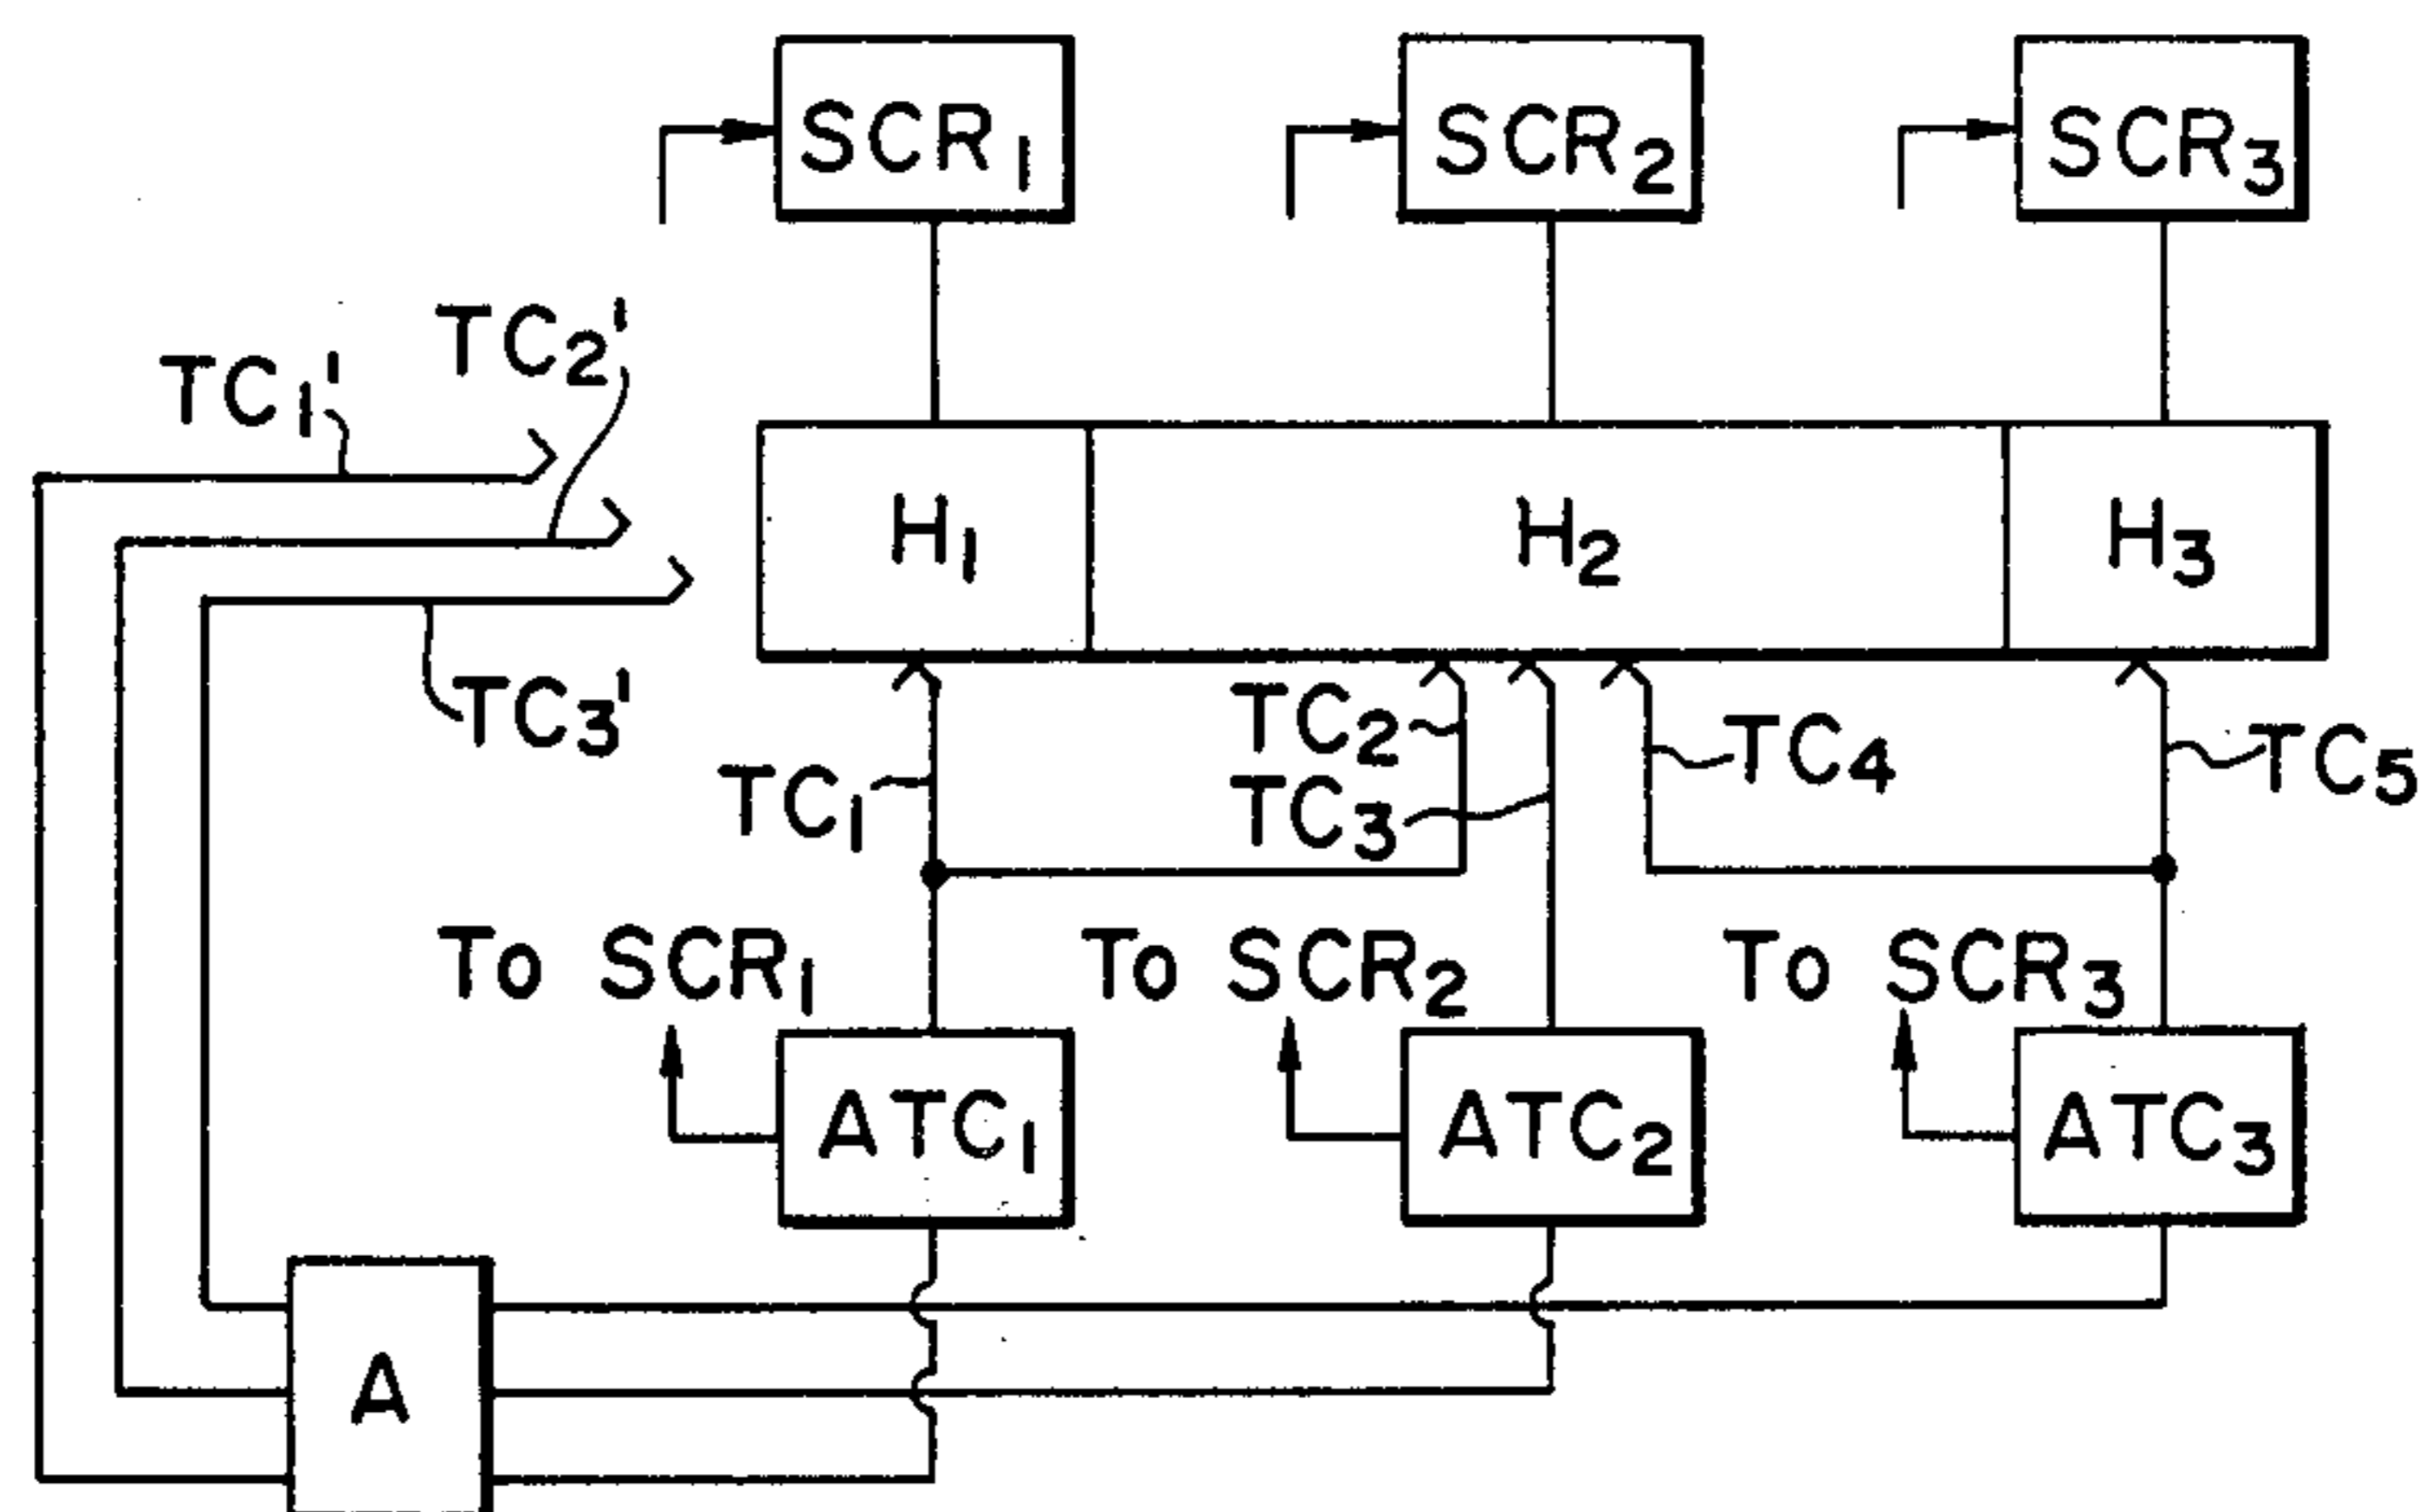 SCR1
SCR2
SCR3
TC1'
TC2'
H1
H2
H3
TC3'
TC1
TC2
TC3
TC4
TC5
To SCR1
To SCR2
To SCR3
ATC1
ATC2
ATC3
A